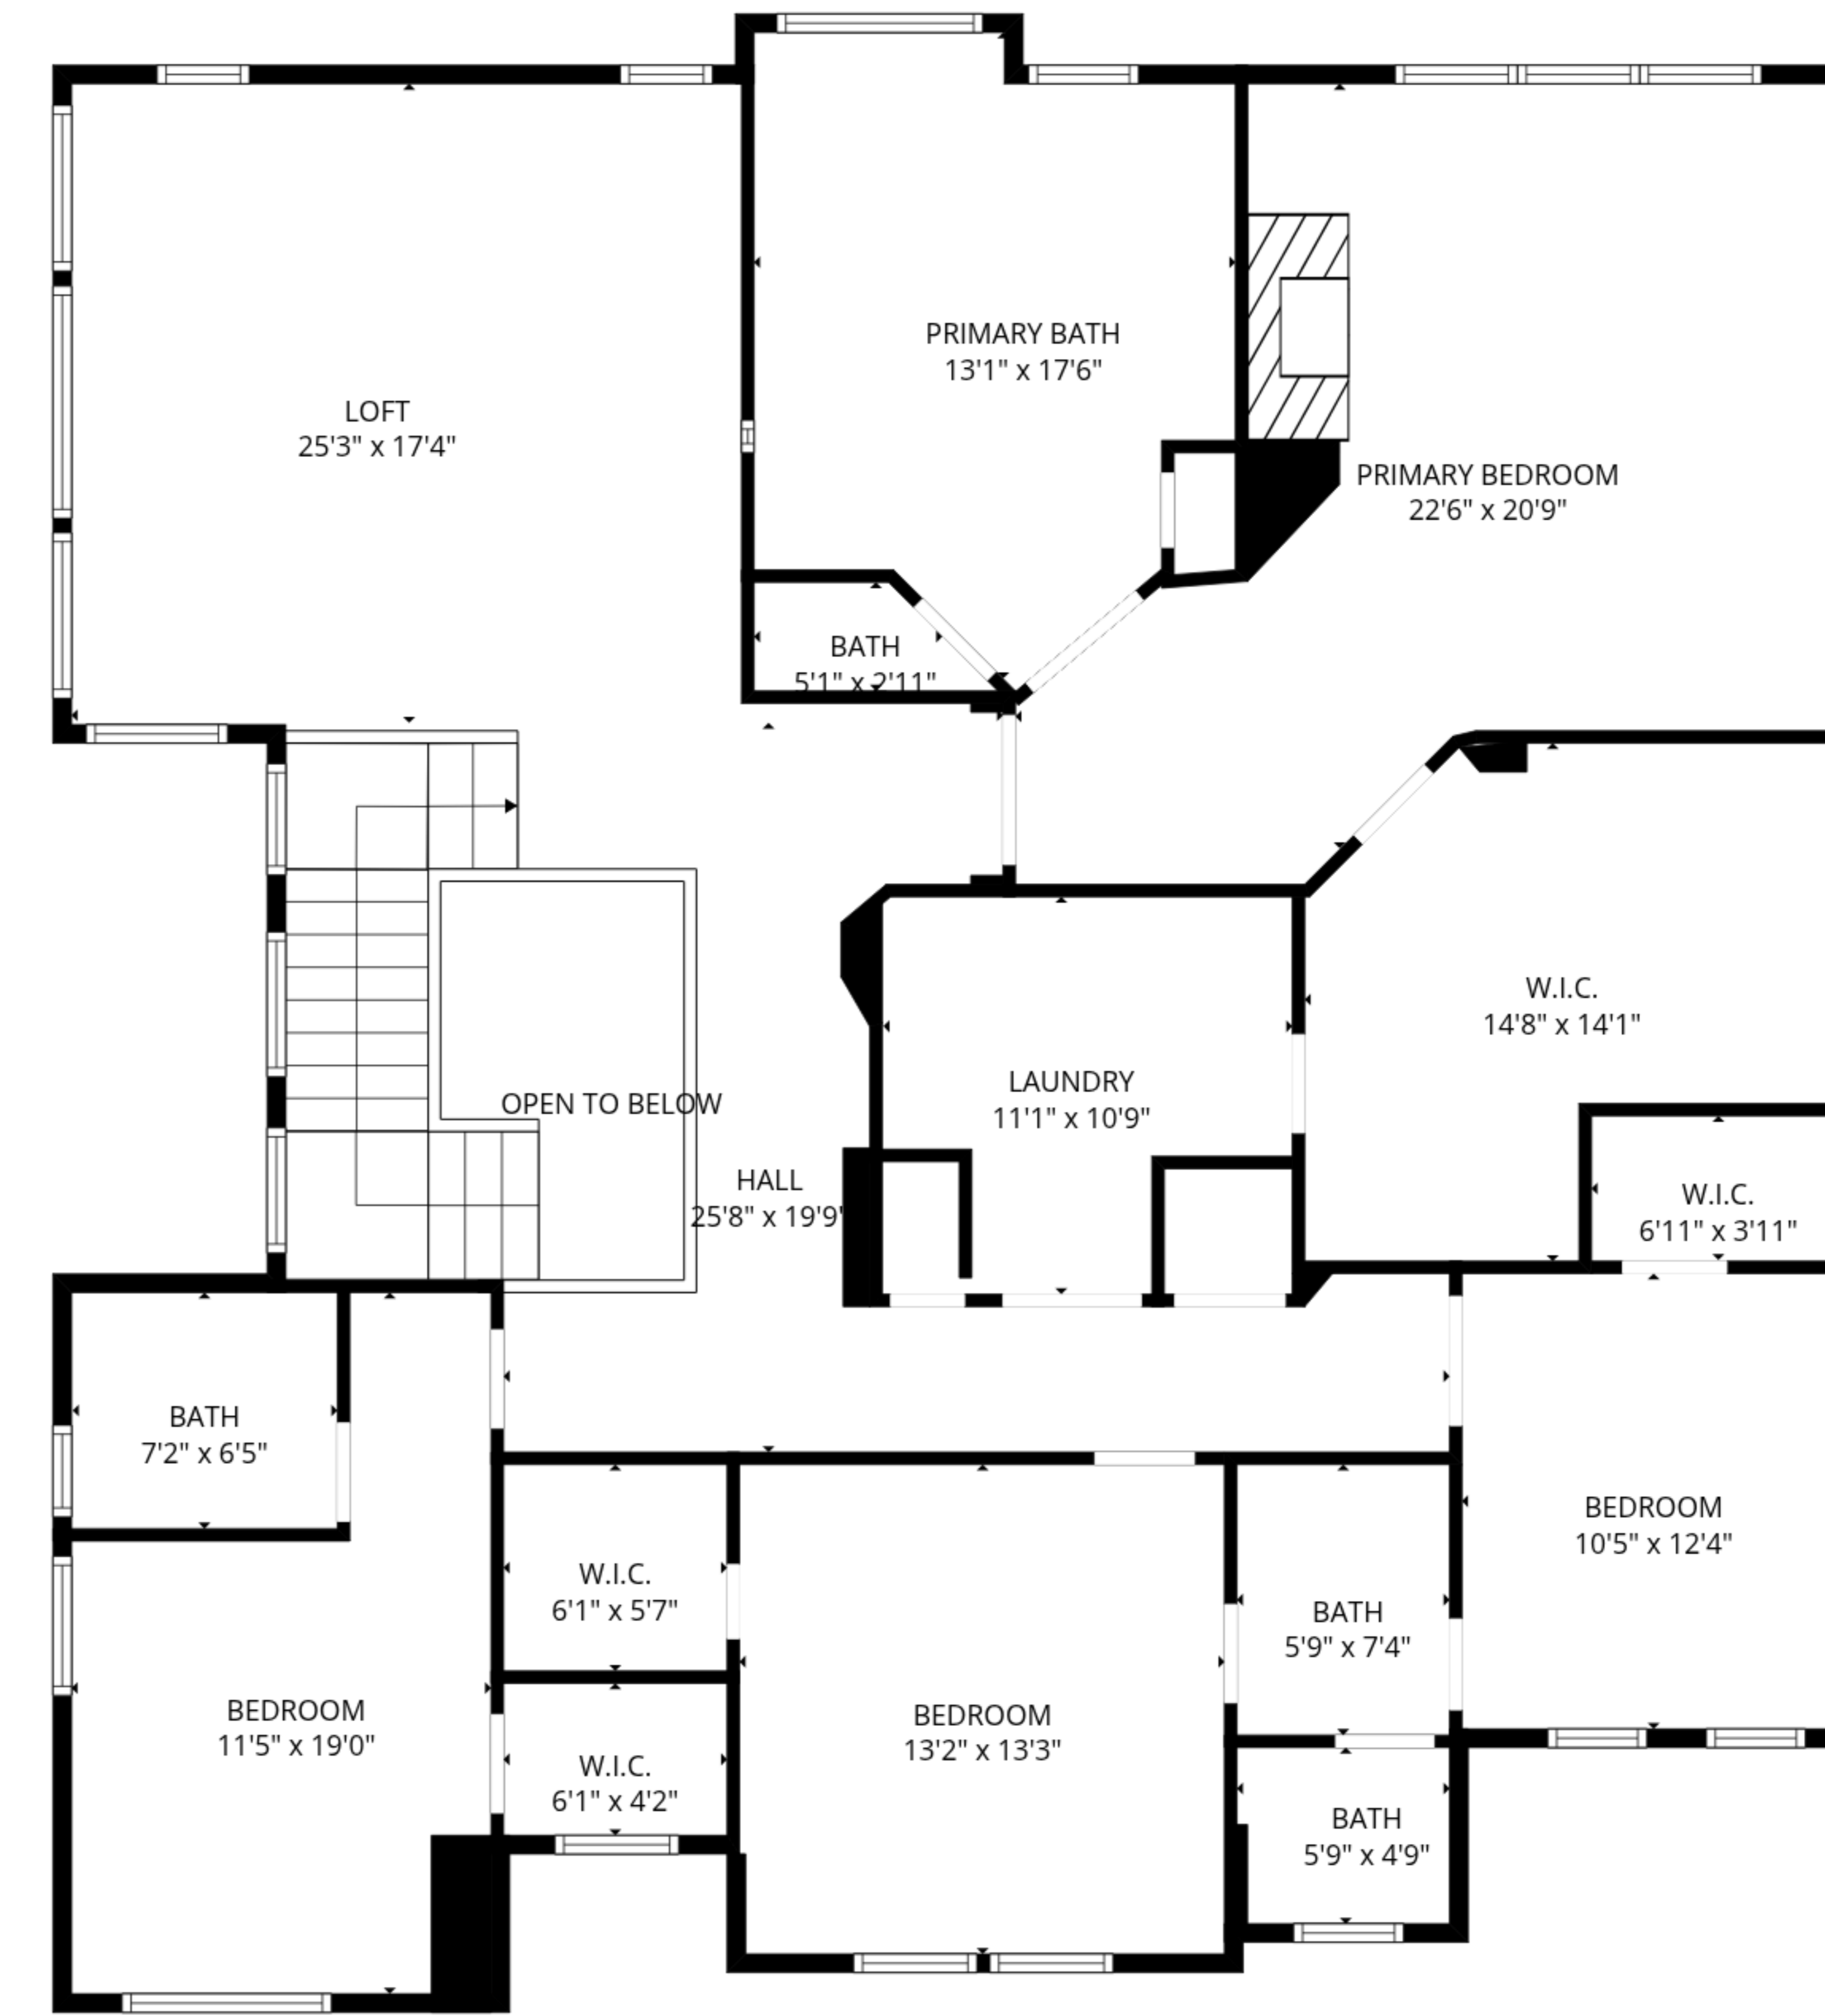 PRIMARY BATH
13'1" x 17'6"
LOFT
25'3" x 17'4"
PRIMARY BEDROOM
22'6" x 20'9"
BATH
5'1" x 2'11"
W.I.C.
14'8" x 14'1"
LAUNDRY
11'1" x 10'9"
OPEN TO BELOW
HALL
25'8" x 19'9"
W.I.C.
6'11" x 3'11"
BATH
7'2" x 6'5"
BEDROOM
10'5" x 12'4"
W.I.C.
6'1" x 5'7"
BATH
5'9" x 7'4"
BEDROOM
11'5" x 19'0"
BEDROOM
13'2" x 13'3"
W.I.C.
6'1" x 4'2"
BATH
5'9" x 4'9"